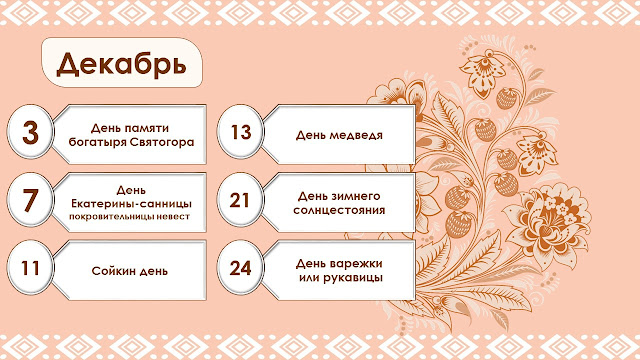 Декабрь
3
День памяти
богатыря Святогора
7
День
Екатерины-санницы
покровительницы невест
11
Сойкин день
13
День медведя
21
День зимнего
солнцестояния
24
День варежки
или рукавицы